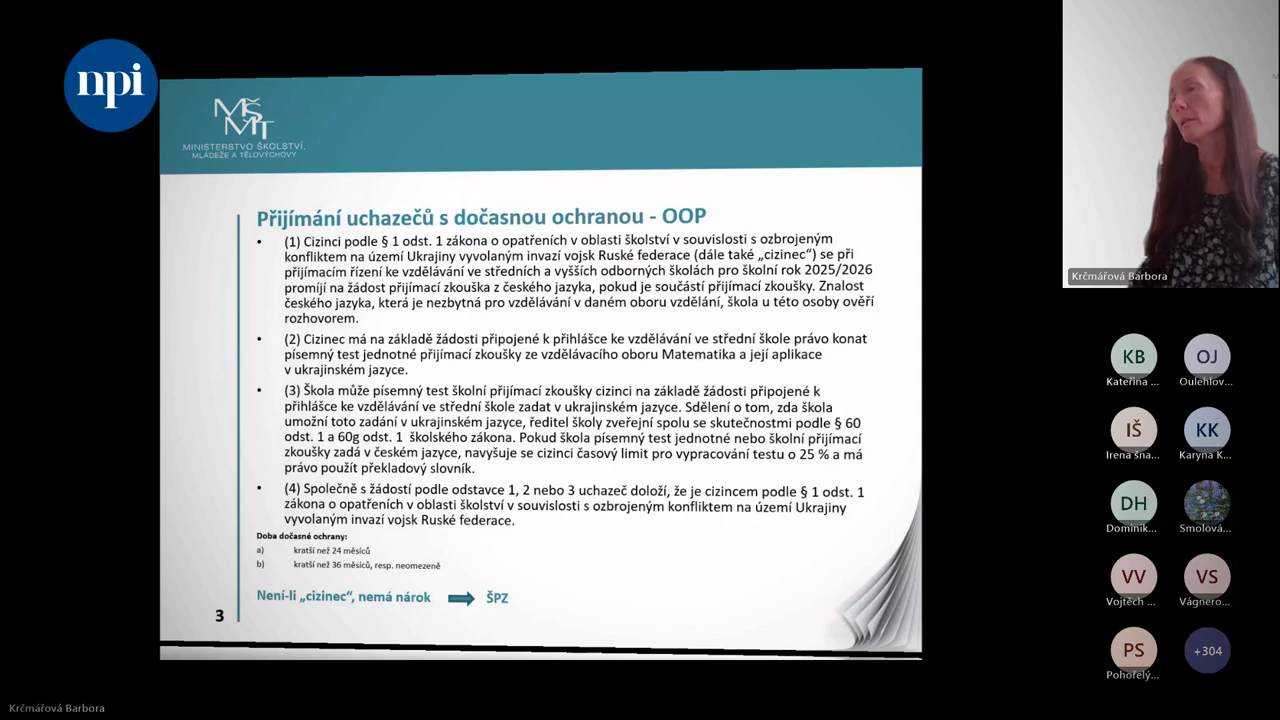 npi
MŠMT
MINISTERSTVO ŠKOLSTVÍ,
MLÁDEŽE A TĚLOVÝCHOVY
Přijímání uchazečů s dočasnou ochranou - OOP
• (1) Cizinci podle § 1 odst. 1 zákona o opatřeních v oblasti školství v souvislosti s ozbrojeným
konfliktem na území Ukrajiny vyvolaným invazí vojsk Ruské federace (dále také „cizinec“) se při
přijímacím řízení ke vzdělávání ve středních a vyšších odborných školách pro školní rok 2025/2026
promíjí na žádost přijímací zkouška z českého jazyka, pokud je součástí přijímací zkoušky. Znalost
českého jazyka, která je nezbytná pro vzdělávání v daném oboru vzdělání, škola u této osoby ověří
rozhovorem.
• (2) Cizinec má na základě žádosti připojené k přihlášce ke vzdělávání ve střední škole právo konat
písemný test jednotné přijímací zkoušky ze vzdělávacího oboru Matematika a její aplikace
v ukrajinském jazyce.
• (3) Škola může písemný test školní přijímací zkoušky cizinci na základě žádosti připojené k
přihlášce ke vzdělávání ve střední škole zadat v ukrajinském jazyce. Sdělení o tom, zda škola
umožní toto zadání v ukrajinském jazyce, ředitel školy zveřejní spolu se skutečnostmi podle § 60
odst. 1 a 60g odst. 1 školského zákona. Pokud škola písemný test jednotné nebo školní přijímací
zkoušky zadá v českém jazyce, navyšuje se cizinci časový limit pro vypracování testu o 25 % a má
právo použít překladový slovník.
• (4) Společně s žádostí podle odstavce 1, 2 nebo 3 uchazeč doloží, že je cizincem podle § 1 odst. 1
zákona o opatřeních v oblasti školství v souvislosti s ozbrojeným konfliktem na území Ukrajiny
vyvolaným invazí vojsk Ruské federace.
Doba dočasné ochrany:
a) kratší než 24 měsíců
b) kratší než 36 měsíců, resp. neomezeně
Není-li „cizinec“, nemá nárok ŠPZ
3
Krčmářová Barbora
KB OJ
Kateřina ... Oulehlov...
IŠ KK
Irena šna... Karyna K...
DH
Dominik... Smolová...
VV VS
Vojtěch ... Vágnero...
PS +304
Pohořelý...
Krčmářová Barbora